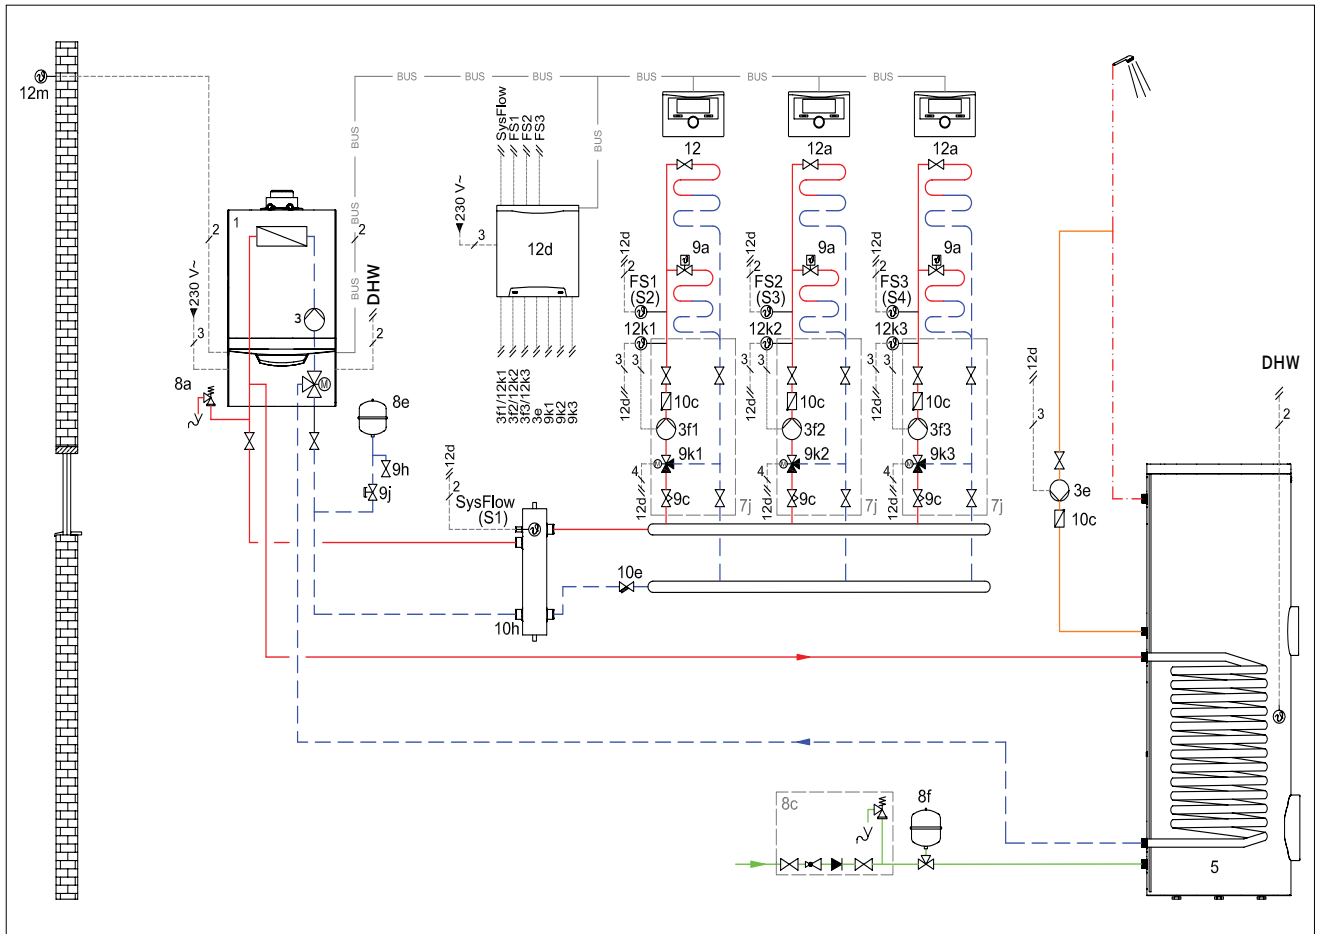 BUS BUS BUS BUS BUS BUS BUS
12m
BUS
BUS
BUS
BUS
SysFlow
FS1
FS2
FS3
12 12a 12a
1
2
2
230 V~
3
12d
230 V~
3
DHW
2
3
12d
2
FS1
(S2)
9a
12d
2
FS2
(S3)
9a
12d
2
FS3
(S4)
9a
12k1 12k2 12k3
3 3 3 3 3 3
12d 12d 12d
10c 10c 10c
3f1 3f2 3f3
M
8a
8e
9h
9j
3f1/12k1
3f2/12k2
3f3/12k3
3e
9k1
9k2
9k3
12d
2
SysFlow
(S1)
M 9k1 M 9k2 M 9k3
4 4 4
12d 12d 12d
9c 9c 9c
7j 7j 7j
12d
3
3e
10c
DHW
2
10e
10h
8c
8f
5